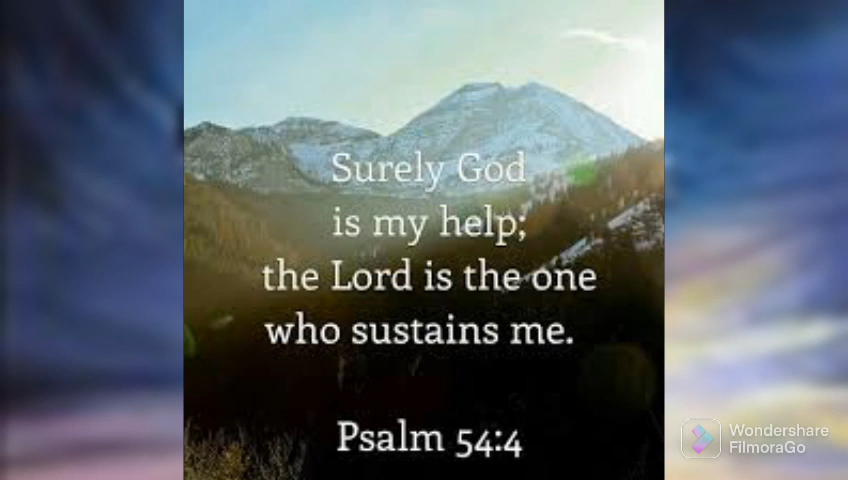 Surely God
is my help;
the Lord is the one
who sustains me.
Psalm 54:4
Wondershare
FilmoraGo